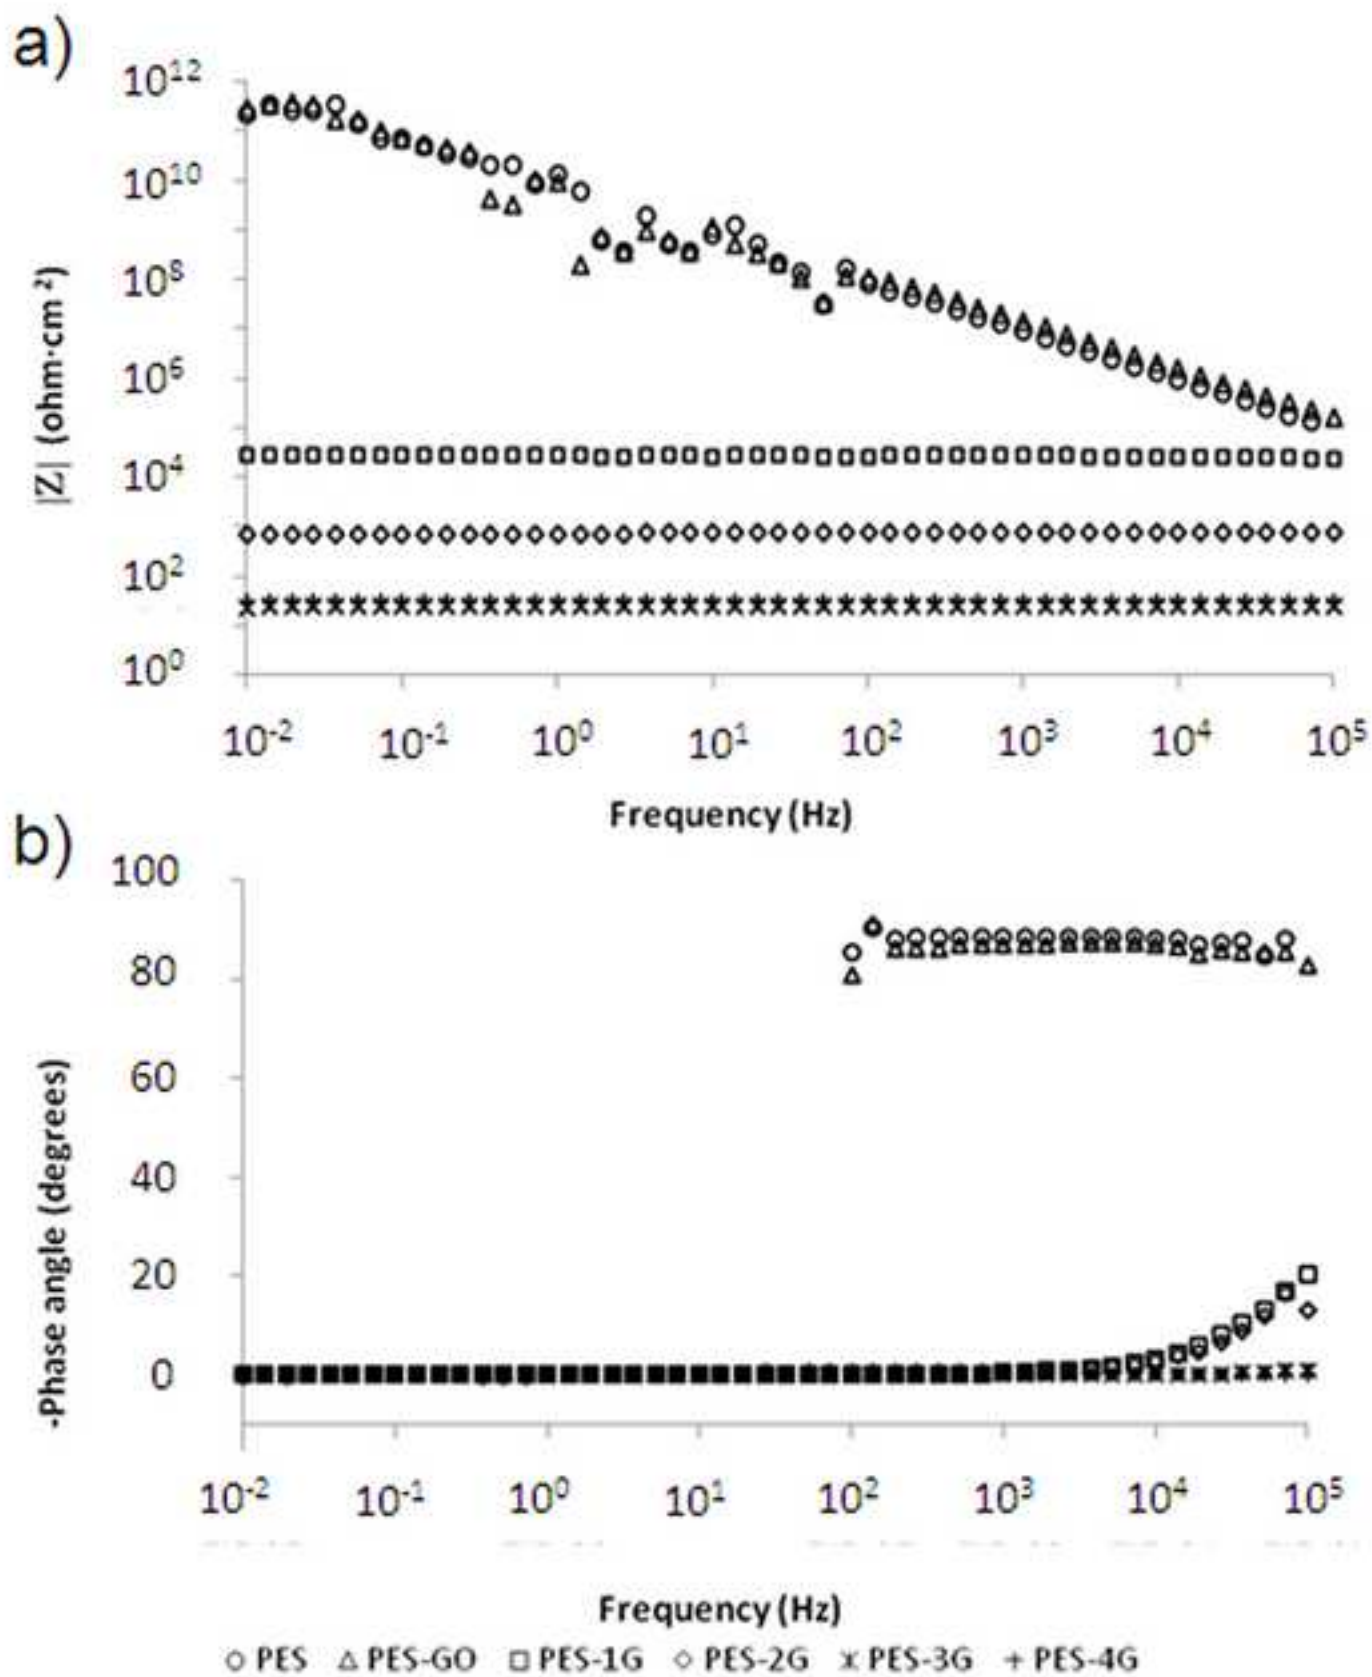 a)
10¹²
10¹⁰
10⁸
10⁶
10⁴
10²
10⁰
|Z| (ohm·cm²)
10⁻² 10⁻¹ 10⁰ 10¹ 10² 10³ 10⁴ 10⁵
Frequency (Hz)
b)
100
80
60
40
20
0
-Phase angle (degrees)
10⁻² 10⁻¹ 10⁰ 10¹ 10² 10³ 10⁴ 10⁵
Frequency (Hz)
PES PES-GO PES-1G PES-2G PES-3G PES-4G